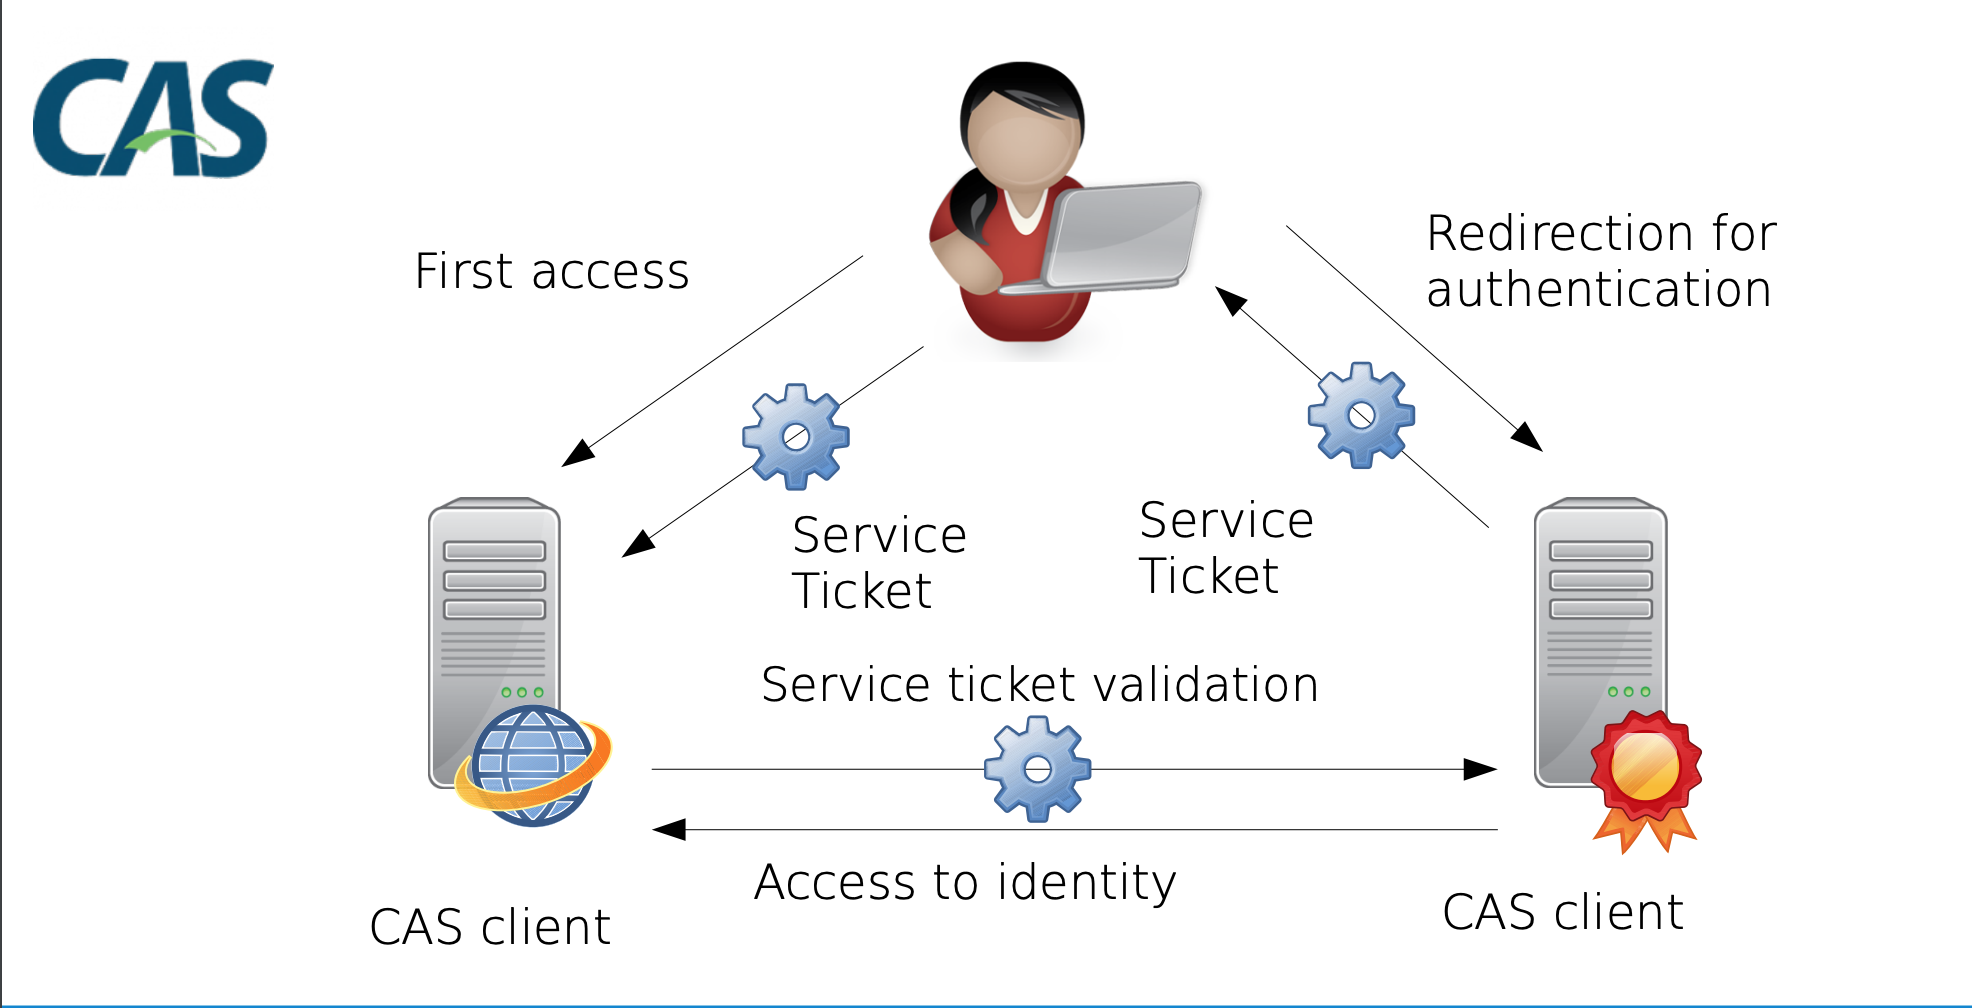 CAS
First access
Redirection for
authentication
Service
Ticket
Service
Ticket
Service ticket validation
Access to identity
CAS client
CAS client